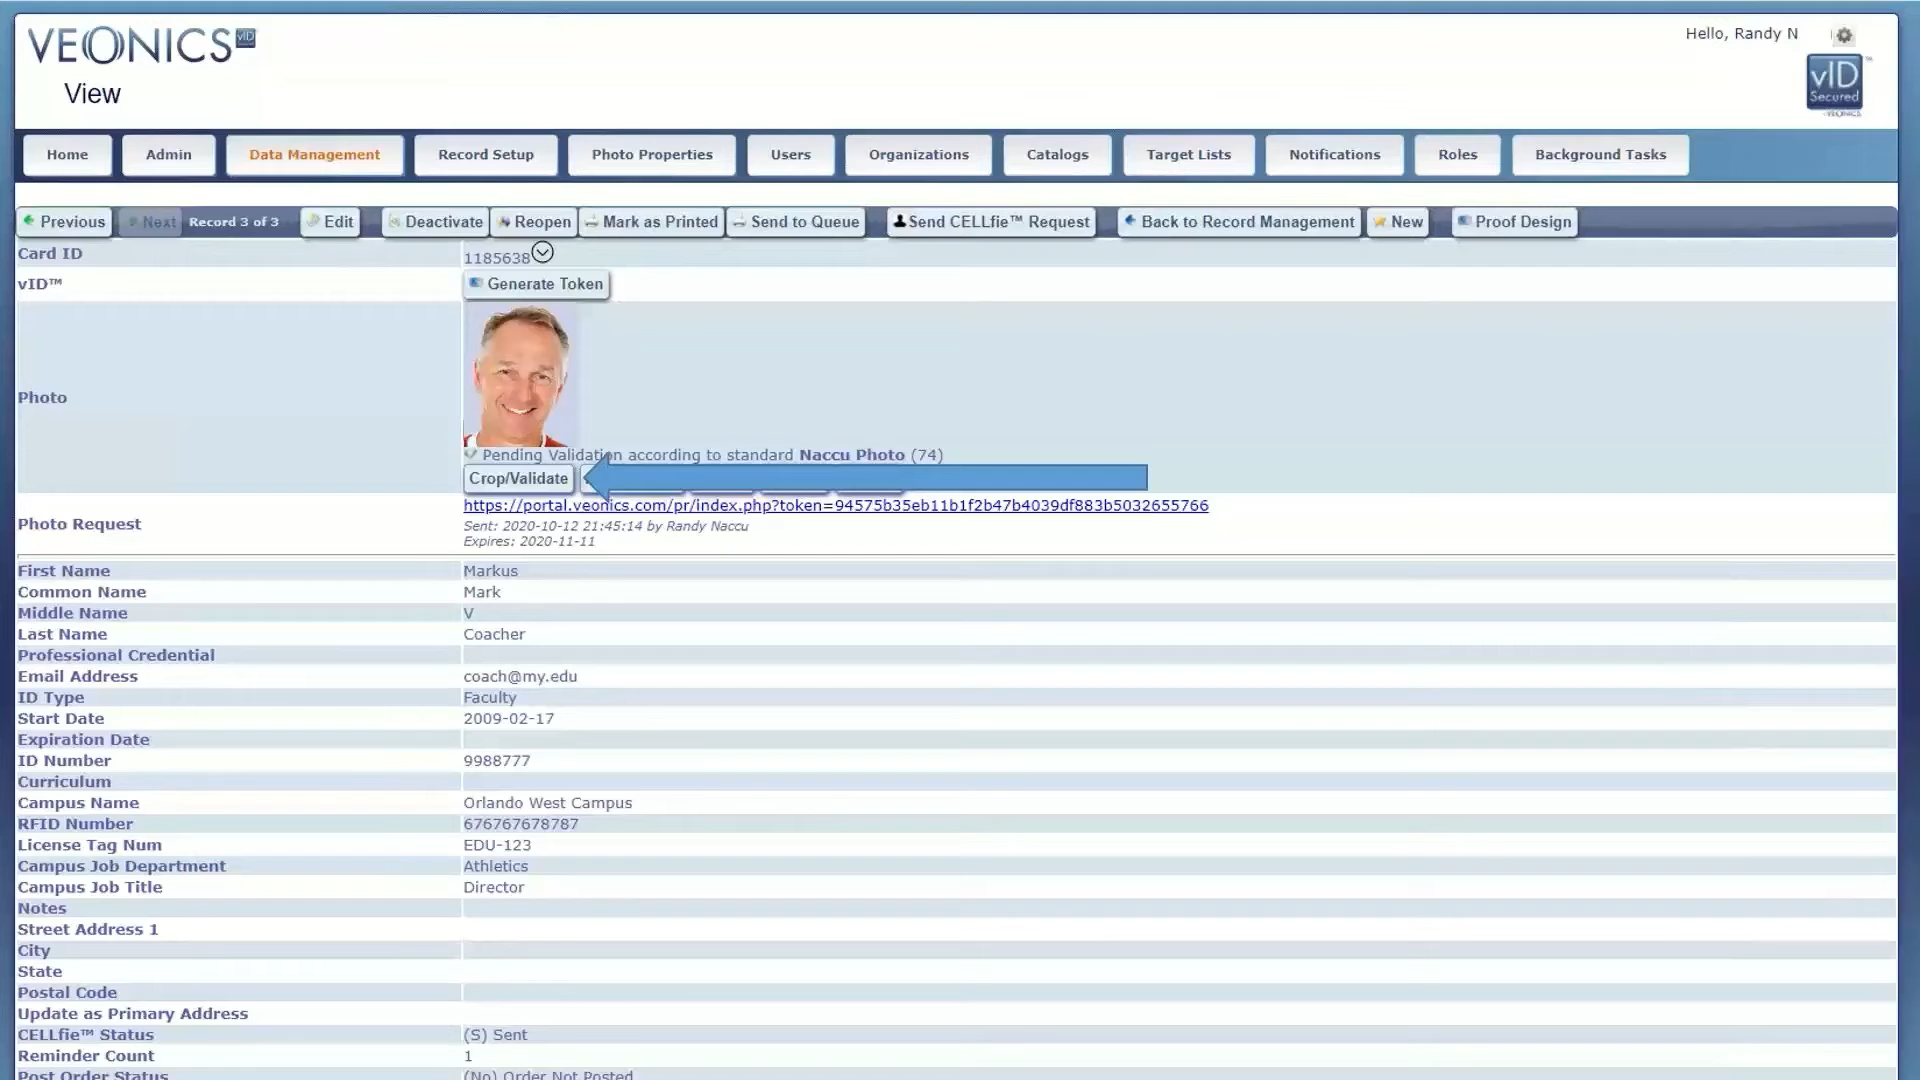 VEONICS vID
Hello, Randy N
View
vID
Secured
VEONICS
Home Admin Data Management Record Setup Photo Properties Users Organizations Catalogs Target Lists Notifications Roles Background Tasks
Previous Next Record 3 of 3 Edit Deactivate Reopen Mark as Printed Send to Queue Send CELLfie™ Request Back to Record Management New Proof Design
Card ID 1185638
vID™ Generate Token
Photo
Pending Validation according to standard Naccu Photo (74)
Crop/Validate
https://portal.veonics.com/pr/index.php?token=94575b35eb11b1f2b47b4039df883b5032655766
Photo Request
Sent: 2020-10-12 21:45:14 by Randy Naccu
Expires: 2020-11-11
First Name Markus
Common Name Mark
Middle Name V
Last Name Coacher
Professional Credential
Email Address coach@my.edu
ID Type Faculty
Start Date 2009-02-17
Expiration Date
ID Number 9988777
Curriculum
Campus Name Orlando West Campus
RFID Number 676767678787
License Tag Num EDU-123
Campus Job Department Athletics
Campus Job Title Director
Notes
Street Address 1
City
State
Postal Code
Update as Primary Address
CELLfie™ Status (S) Sent
Reminder Count 1
Post Order Status (No) Order Not Posted